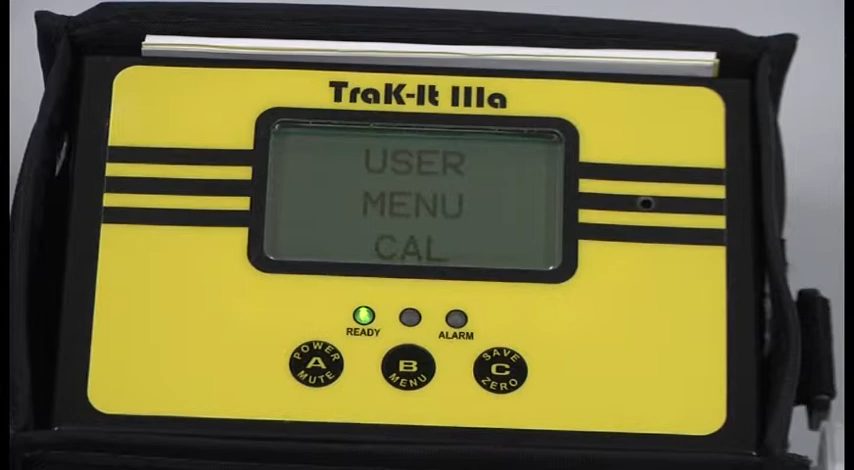 TraK-It IIIa
USER
MENU
CAL
READY
ALARM
POWER
A
MUTE
B
MENU
SAVE
C
ZERO